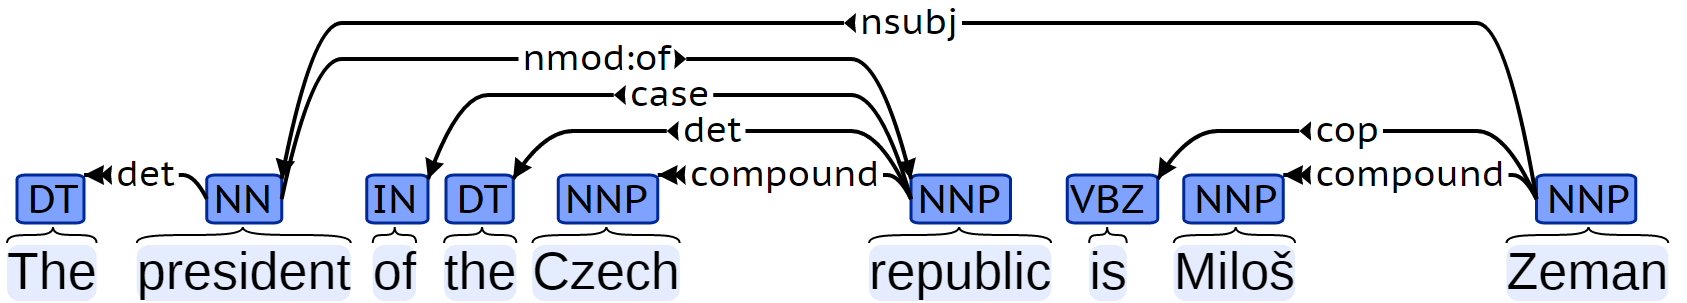 nsubj
nmod:of
case
det cop
det compound compound
DT NN IN DT NNP NNP VBZ NNP NNP
The president of the Czech republic is Miloš Zeman